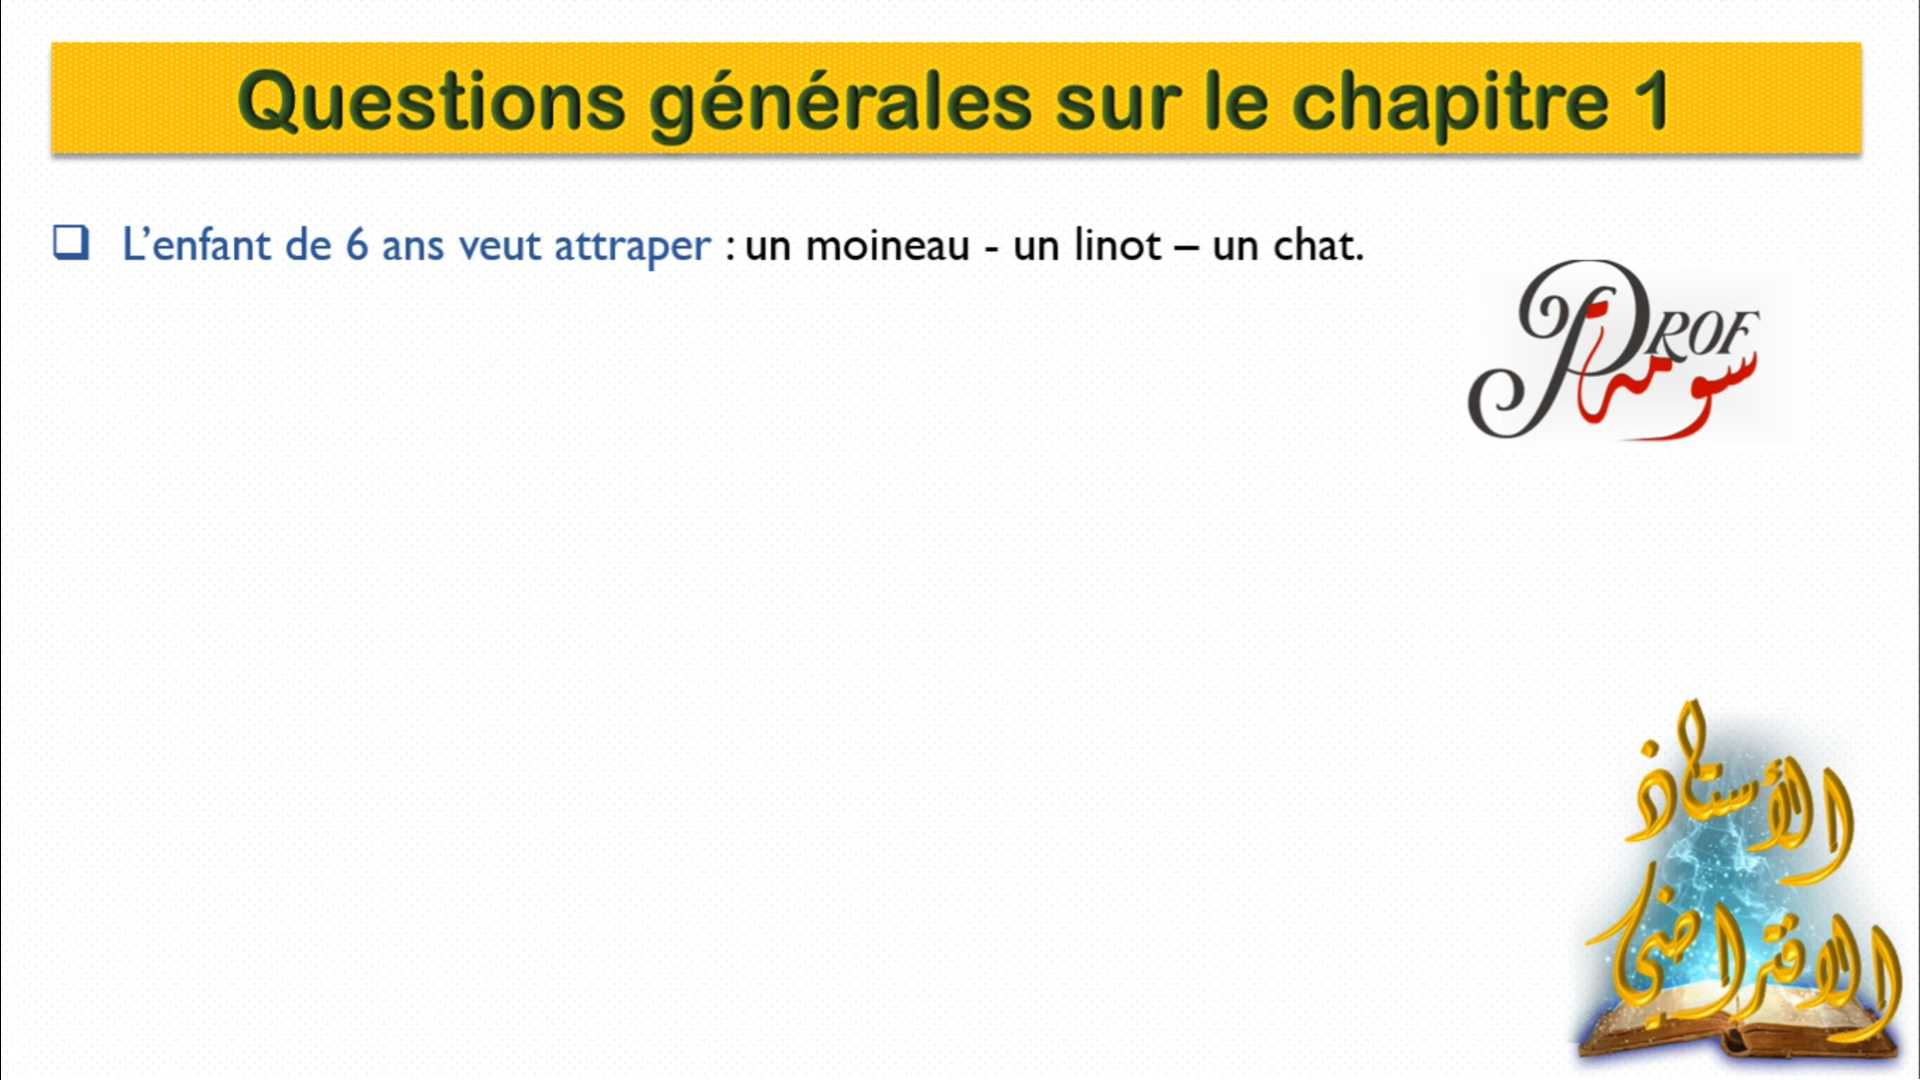 Questions générales sur le chapitre 1
❑ L’enfant de 6 ans veut attraper : un moineau - un linot – un chat.
PROF
سومية
الأستاذ
الافتراضي